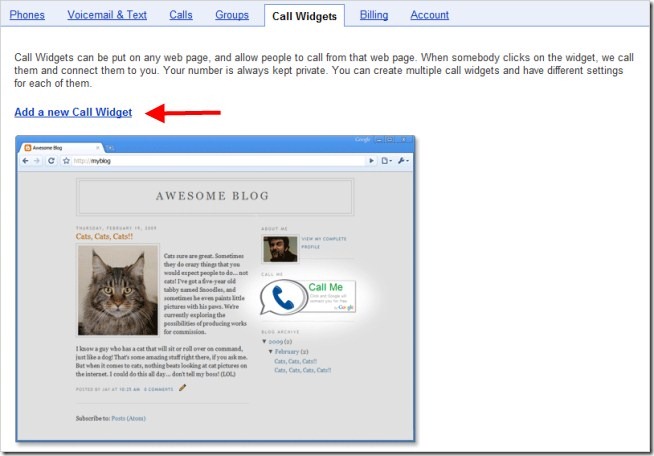 Phones Voicemail & Text Calls Groups Call Widgets Billing Account
Call Widgets can be put on any web page, and allow people to call from that web page. When somebody clicks on the widget, we call
them and connect them to you. Your number is always kept private. You can create multiple call widgets and have different settings
for each of them.
Add a new Call Widget
Awesome Blog
Google
http://myblog
AWESOME BLOG
THURSDAY, FEBRUARY 19, 2009
Cats, Cats, Cats!!
Cats sure are great. Sometimes
they do crazy things that you
would expect people to do... not
cats! I've got a five year old
tabby named Snoodles, and
sometimes he even paints little
pictures with his paws. We're
currently exploring the
possibilities of producing works
for commission.
I know a guy who has a cat that will sit or roll over on command,
just like a dog! That's some amazing stuff right there, if you ask me.
But when it comes to cats, nothing beats looking at cat pictures on
the internet. I could do this all day... don't tell my boss! (LOL)
POSTED BY JAY AT 10:25 AM 0 COMMENTS
Subscribe to: Posts (Atom)
ABOUT ME
VIEW MY COMPLETE
PROFILE
CALL ME
Call Me
Click and Google will
connect you for free.
by Google
BLOG ARCHIVE
▼ 2009 (2)
▼ February (2)
Cats, Cats, Cats!!
Cats, Cats, Cats, Cats!!